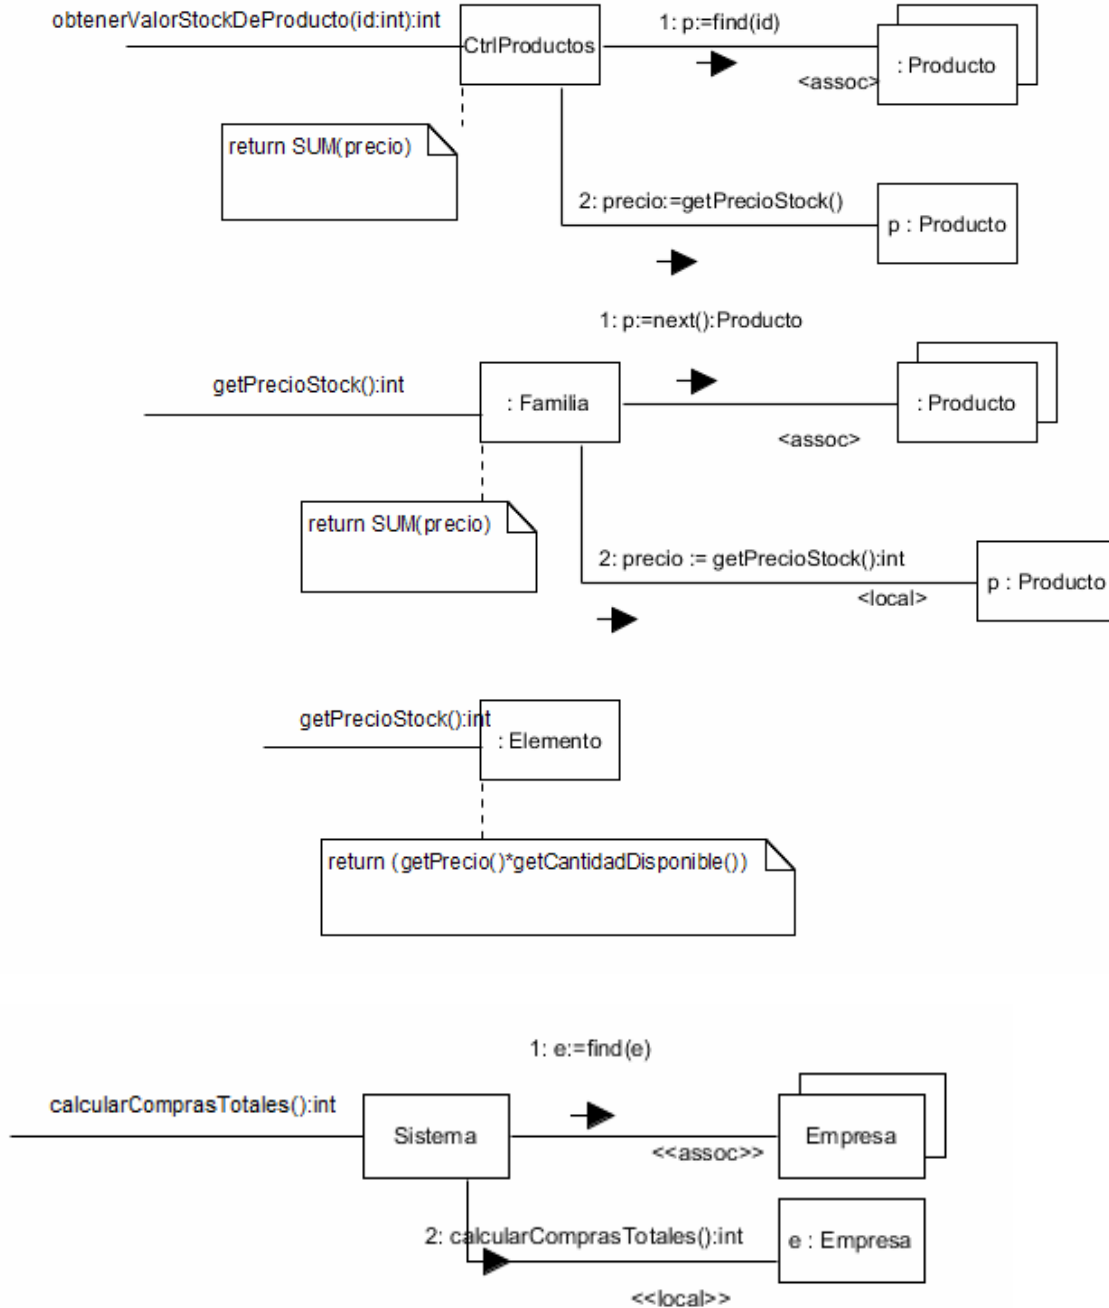 obtenerValorStockDeProducto(id:int):int
1: p:=find(id)
CtrlProductos
: Producto
<assoc>
return SUM(precio)
2: precio:=getPrecioStock()
p : Producto
1: p:=next():Producto
getPrecioStock():int
: Familia
: Producto
<assoc>
return SUM(precio)
2: precio := getPrecioStock():int
p : Producto
<local>
getPrecioStock():int
: Elemento
return (getPrecio()*getCantidadDisponible())
1: e:=find(e)
calcularComprasTotales():int
Sistema
Empresa
<<assoc>>
2: calcularComprasTotales():int
e : Empresa
<<local>>